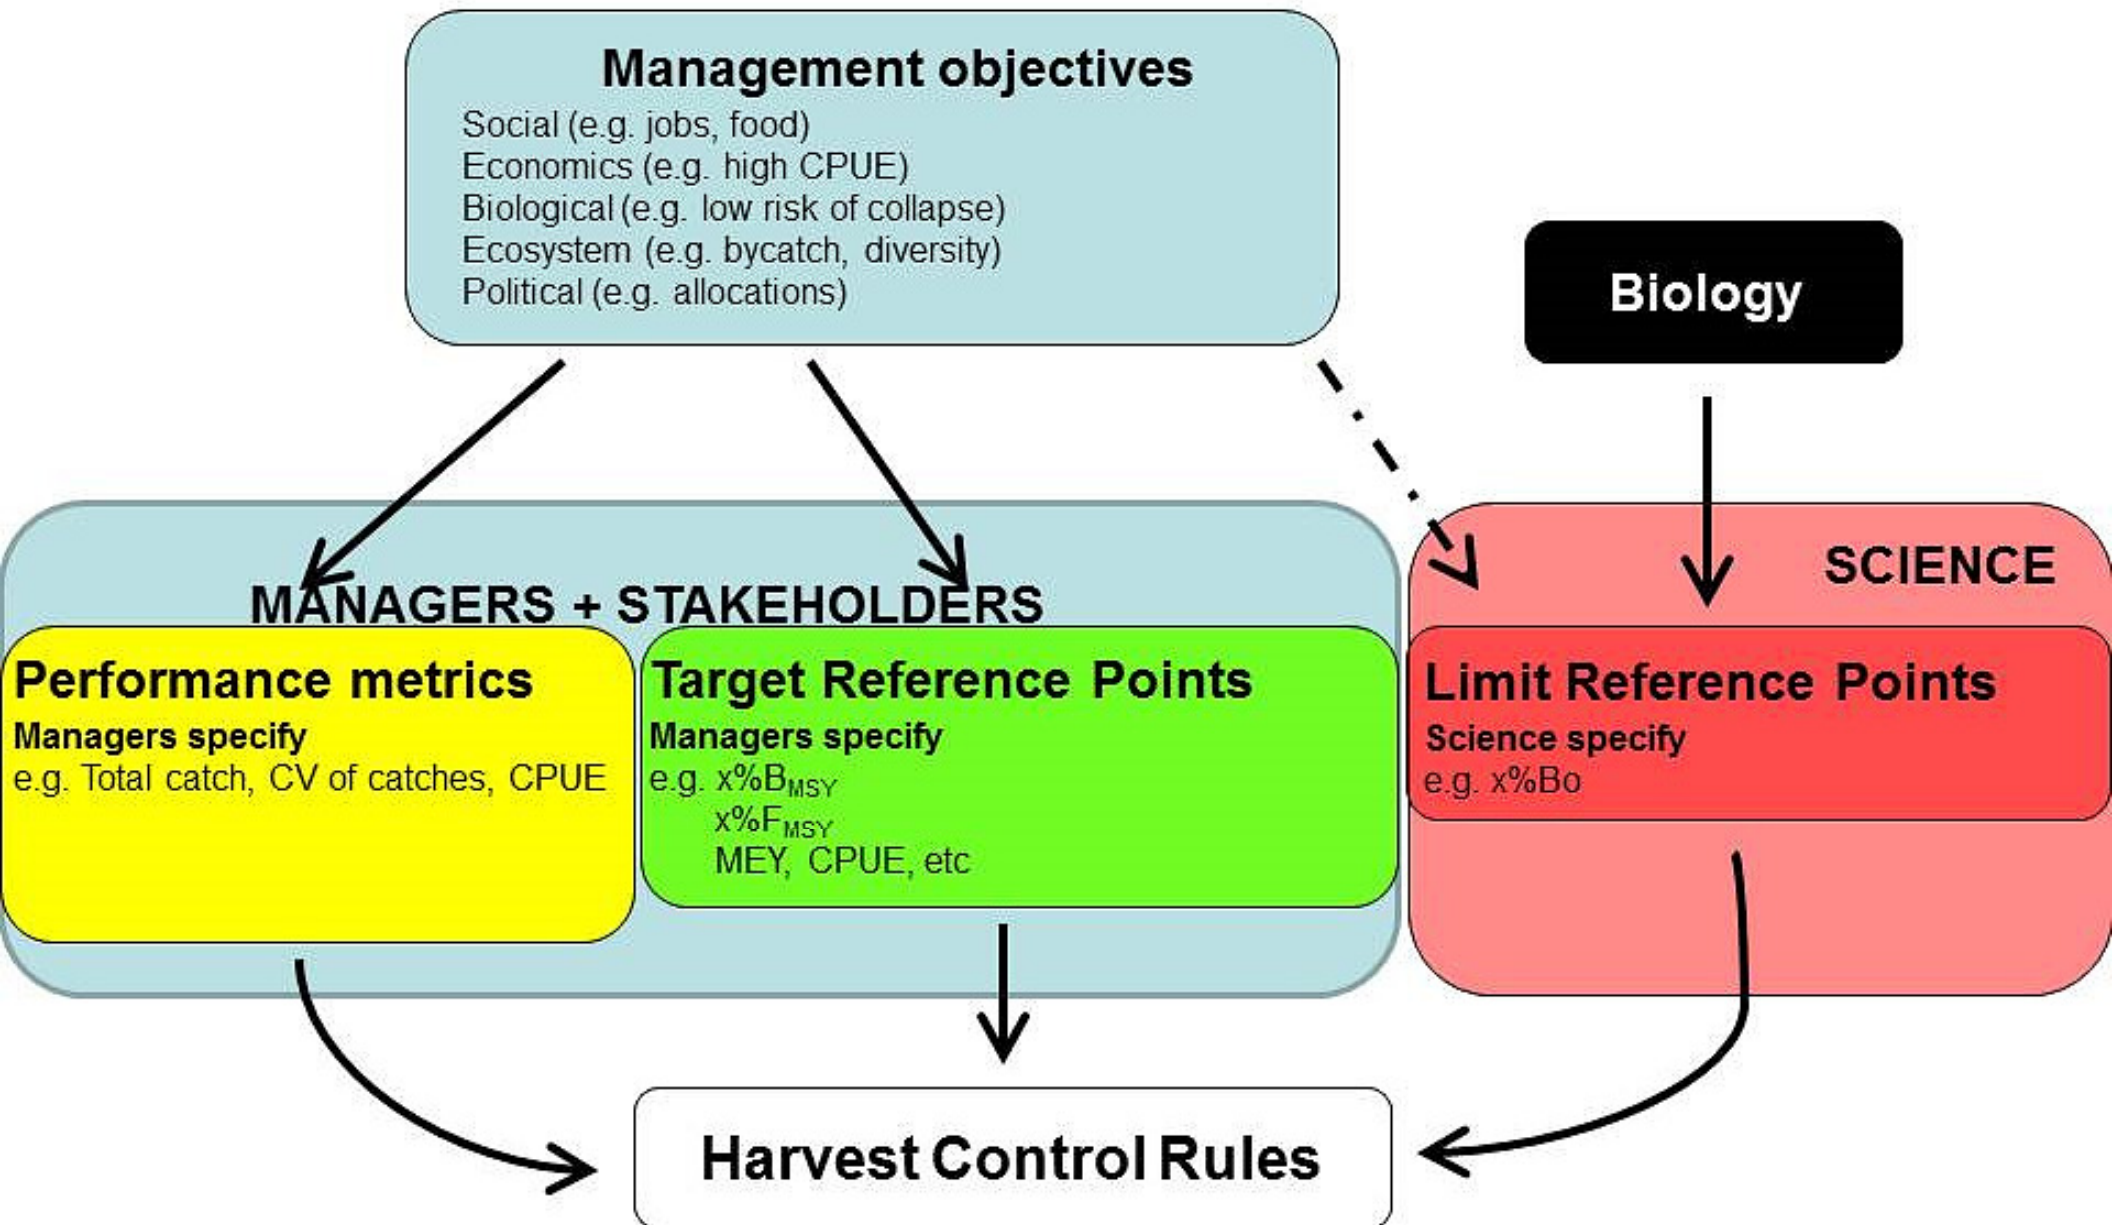 Management objectives
Social (e.g. jobs, food)
Economics (e.g. high CPUE)
Biological (e.g. low risk of collapse)
Ecosystem (e.g. bycatch, diversity)
Political (e.g. allocations)
Biology
MANAGERS + STAKEHOLDERS
SCIENCE
Performance metrics
Managers specify
e.g. Total catch, CV of catches, CPUE
Target Reference Points
Managers specify
e.g. x%BMSY
x%FMSY
MEY, CPUE, etc
Limit Reference Points
Science specify
e.g. x%Bo
Harvest Control Rules